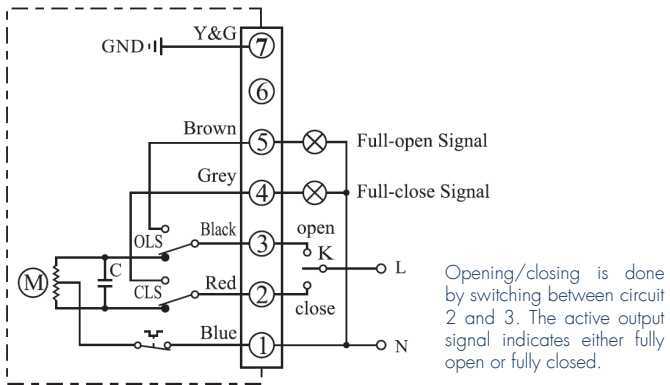 GND Y&G 7
6
Brown 5 Full-open Signal
Grey 4 Full-close Signal
OLS Black 3 open
K
L
M C
CLS Red 2 close
Blue 1 N
Opening/closing is done
by switching between circuit
2 and 3. The active output
signal indicates either fully
open or fully closed.